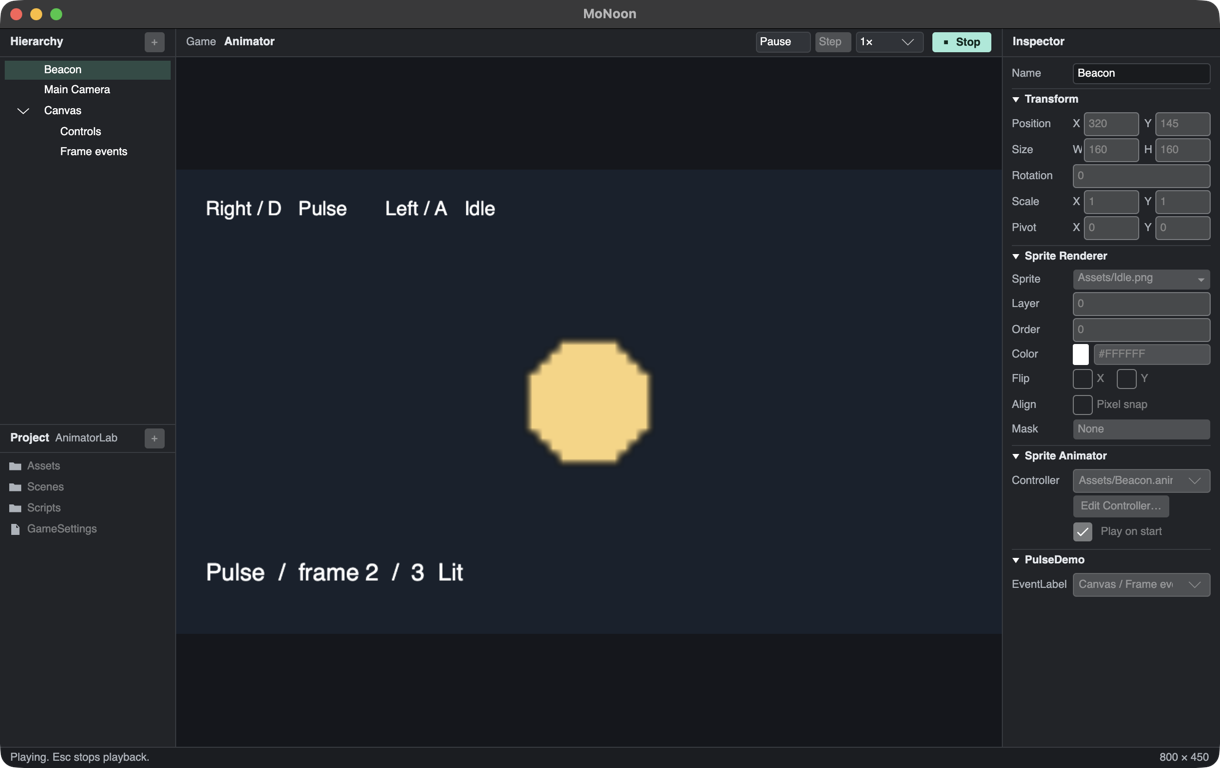 MoNoon
Hierarchy +
Beacon
Main Camera
Canvas
Controls
Frame events
Project AnimatorLab +
Assets
Scenes
Scripts
GameSettings
Game Animator Pause Step 1× Stop
Right / D Pulse Left / A Idle
Pulse / frame 2 / 3 Lit
Inspector
Name Beacon
Transform
Position X 320 Y 145
Size W 160 H 160
Rotation 0
Scale X 1 Y 1
Pivot X 0 Y 0
Sprite Renderer
Sprite Assets/Idle.png
Layer 0
Order 0
Color #FFFFFF
Flip X Y
Align Pixel snap
Mask None
Sprite Animator
Controller Assets/Beacon.anir
Edit Controller...
Play on start
PulseDemo
EventLabel Canvas / Frame ev
Playing. Esc stops playback. 800 × 450